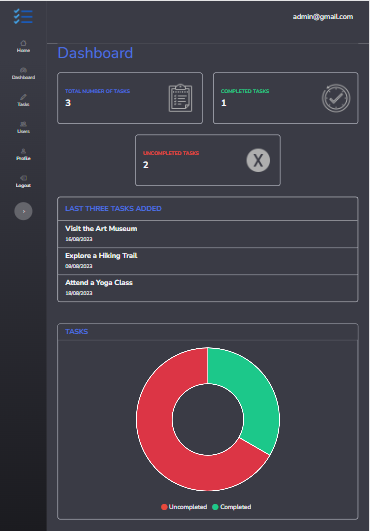 admin@gmail.com
Home
Dashboard
Tasks
Users
Profile
Logout
Dashboard
TOTAL NUMBER OF TASKS
3
COMPLETED TASKS
1
UNCOMPLETED TASKS
2
X
LAST THREE TASKS ADDED
Visit the Art Museum
16/08/2023
Explore a Hiking Trail
09/08/2023
Attend a Yoga Class
18/08/2023
TASKS
Uncompleted
Completed